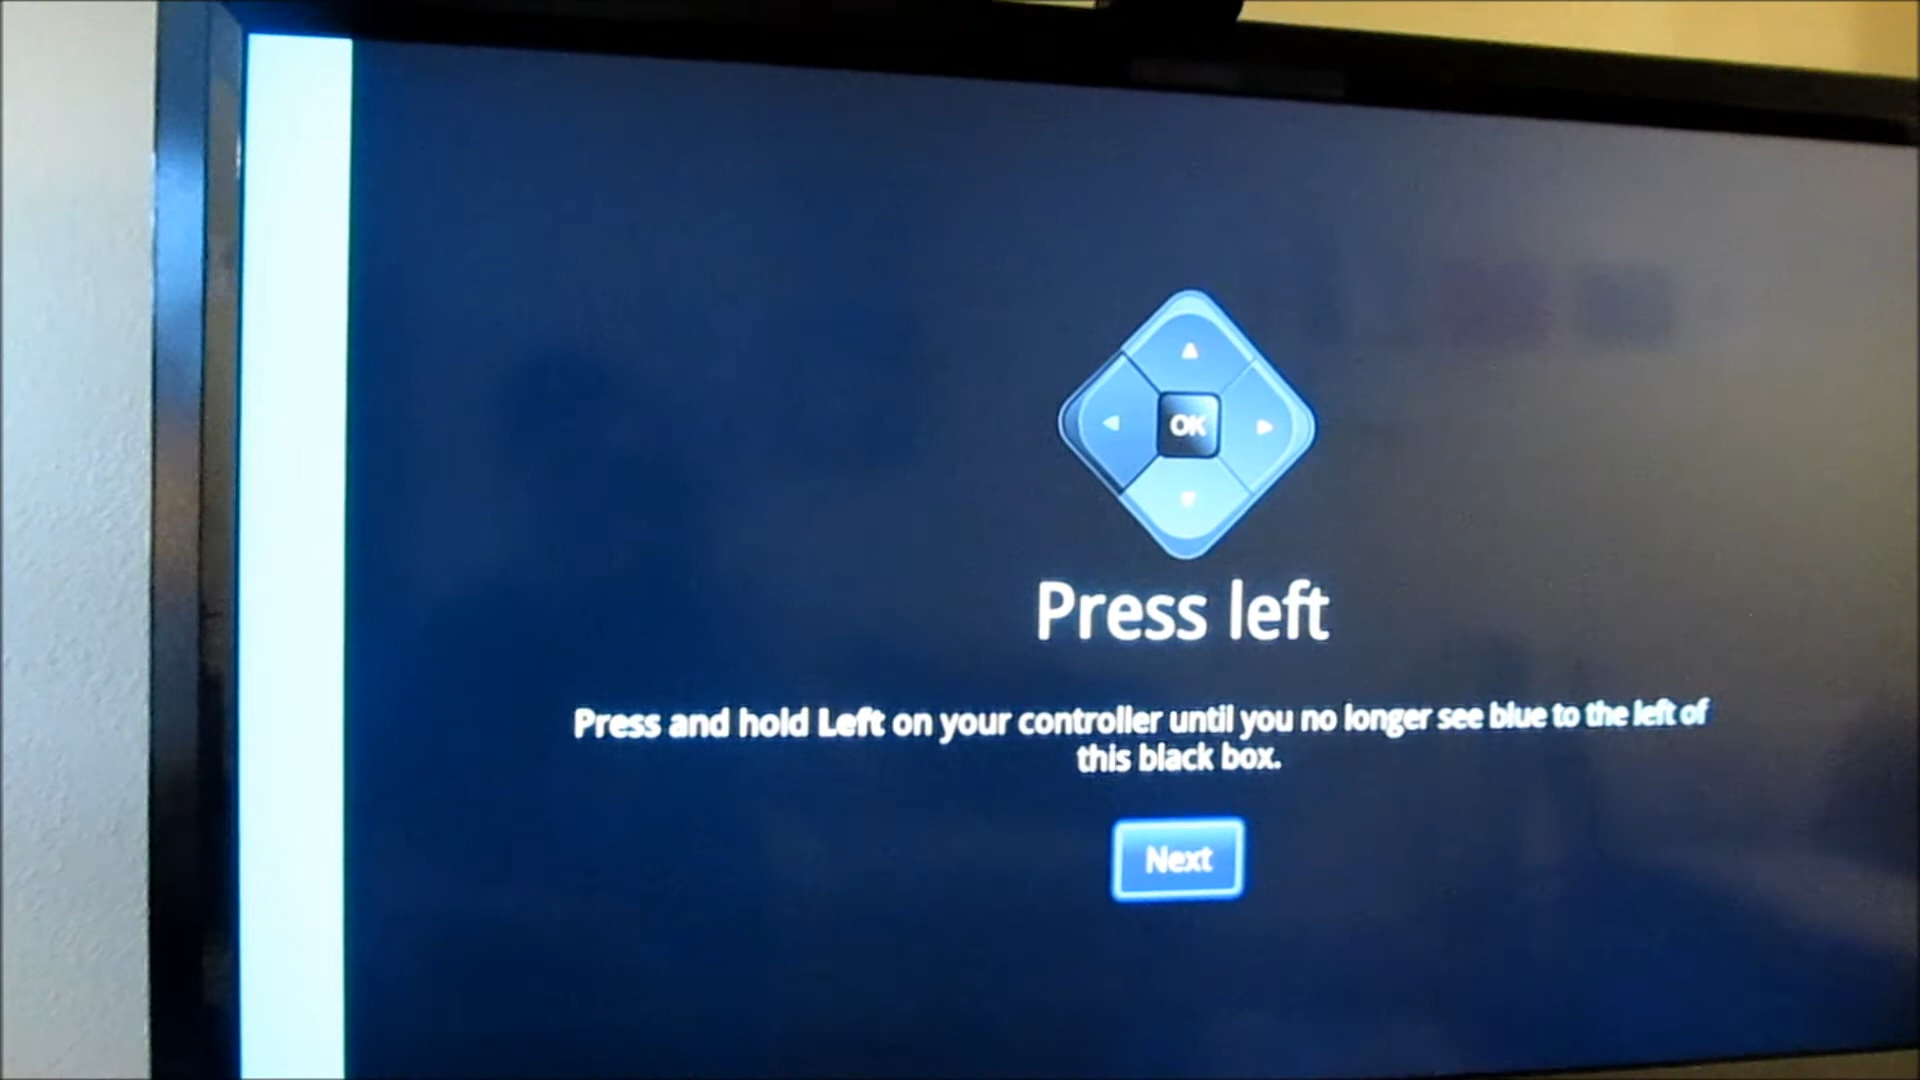 OK
Press left
Press and hold Left on your controller until you no longer see blue to the left of
this black box.
Next